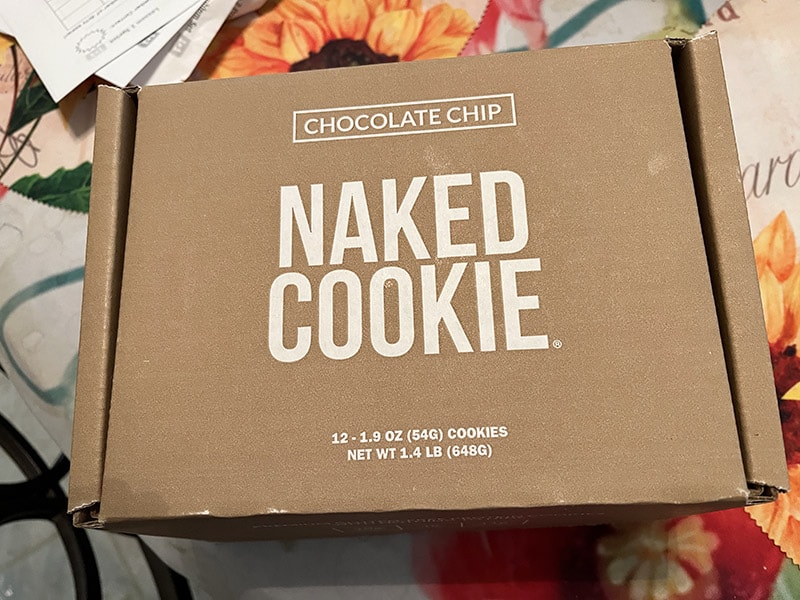 CHOCOLATE CHIP
NAKED
COOKIE®
12 - 1.9 OZ (54G) COOKIES
NET WT 1.4 LB (648G)